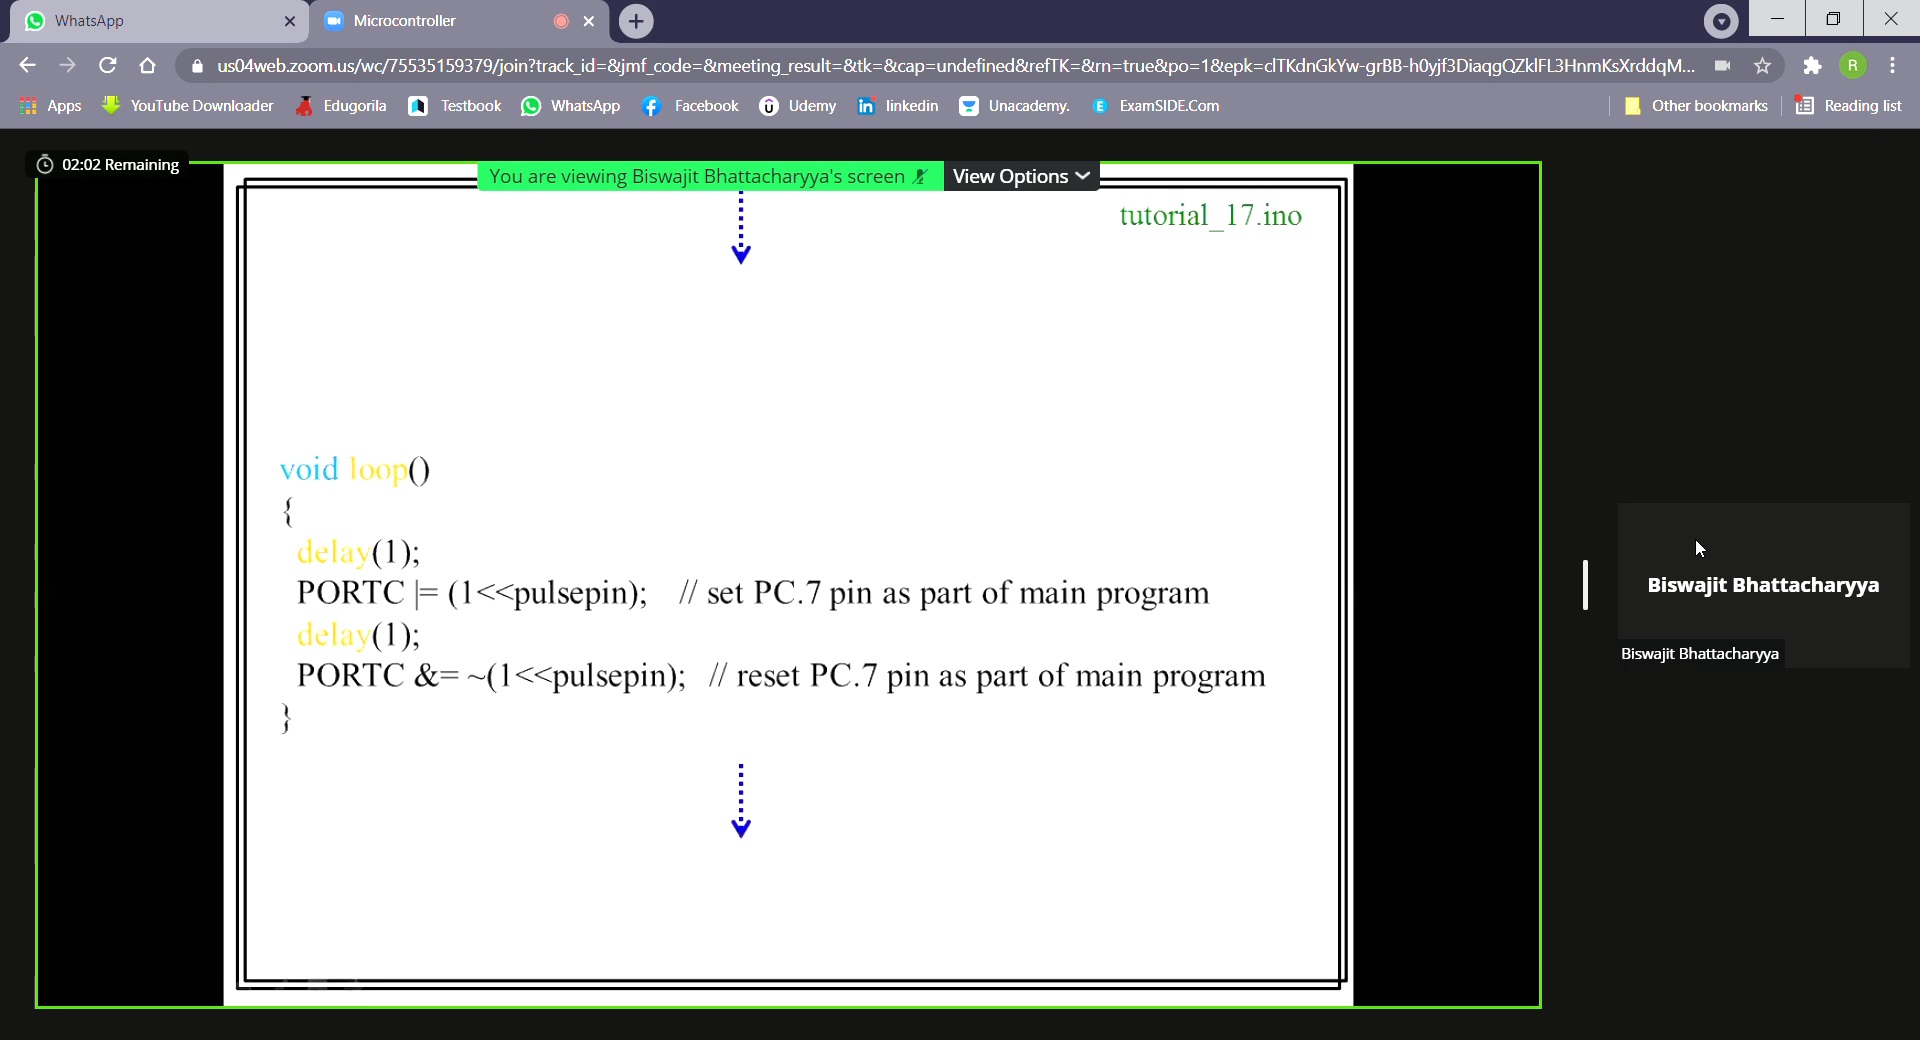 WhatsApp
Microcontroller
us04web.zoom.us/wc/75535159379/join?track_id=&jmf_code=&meeting_result=&tk=&cap=undefined&refTK=&rn=true&po=1&epk=cITKdnGkYw-grBB-h0yjf3DiaqgQZklFL3HnmKsXrddqM...
R
Apps
YouTube Downloader
Edugorila
Testbook
WhatsApp
Facebook
Udemy
linkedin
Unacademy.
ExamSIDE.Com
Other bookmarks
Reading list
02:02 Remaining
You are viewing Biswajit Bhattacharyya's screen
View Options
tutorial_17.ino
void loop()
{
delay(1);
PORTC |= (1<<pulsepin); // set PC.7 pin as part of main program
delay(1);
PORTC &= ~(1<<pulsepin); // reset PC.7 pin as part of main program
}
Biswajit Bhattacharyya
Biswajit Bhattacharyya